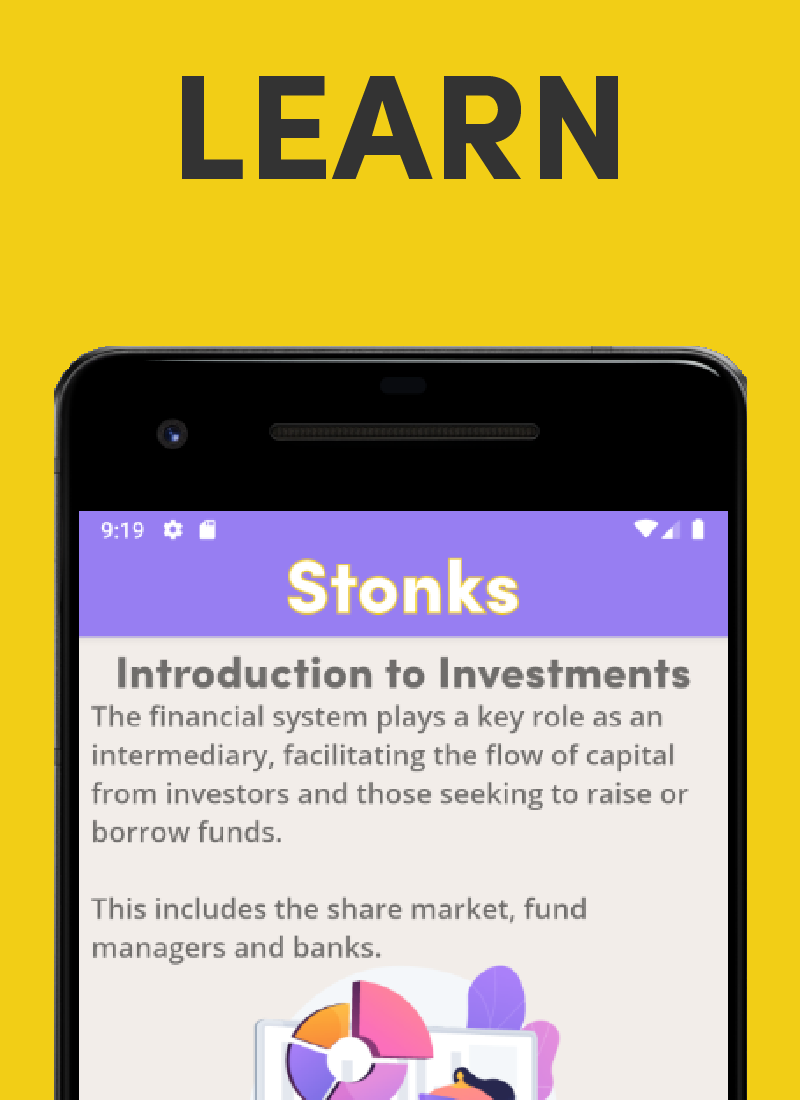 LEARN
9:19
Stonks
Introduction to Investments
The financial system plays a key role as an
intermediary, facilitating the flow of capital
from investors and those seeking to raise or
borrow funds.
This includes the share market, fund
managers and banks.